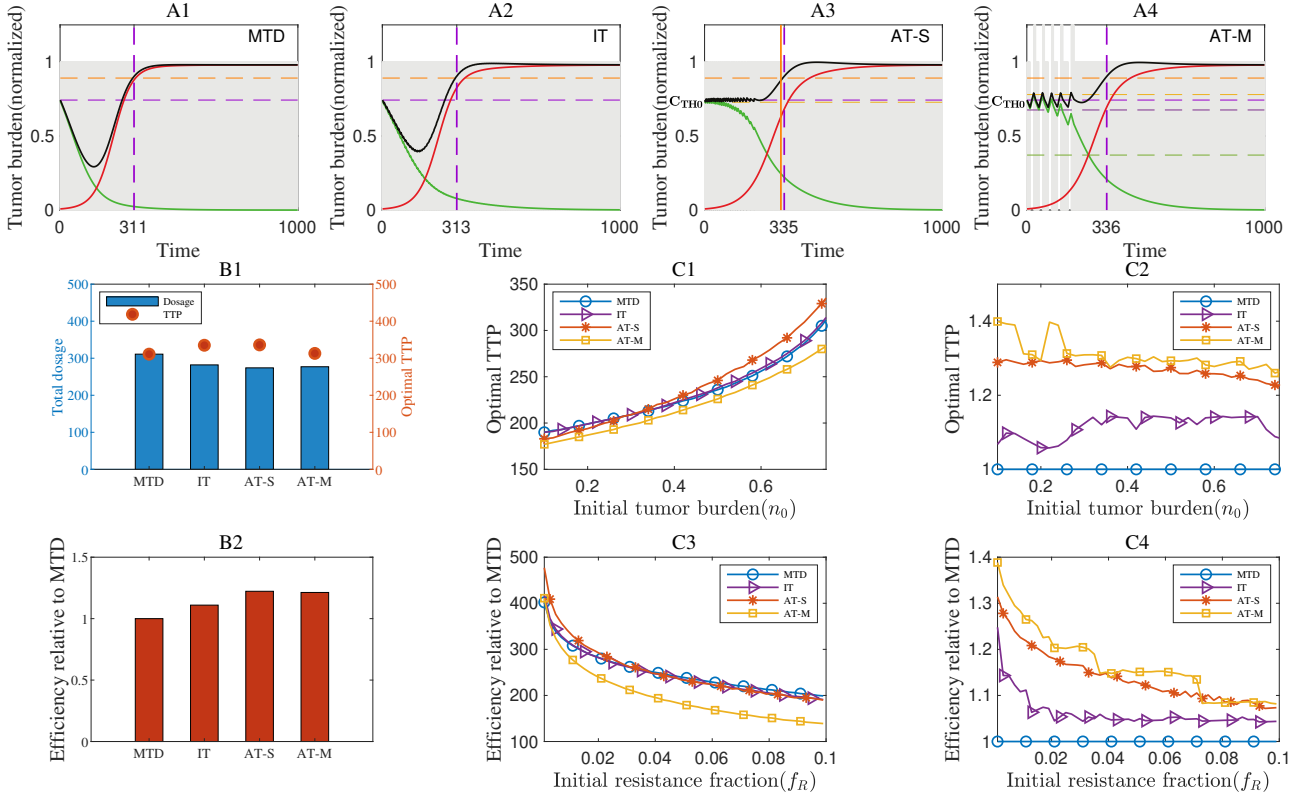 A1
MTD
Tumor burden(normalized)
1
0.5
0
0
311
1000
Time
A2
IT
Tumor burden(normalized)
1
0.5
0
0
313
1000
Time
A3
AT-S
Tumor burden(normalized)
1
C_TH0
0.5
0
0
335
1000
Time
A4
AT-M
Tumor burden(normalized)
1
C_TH0
0.5
0
0
336
1000
Time
B1
Total dosage
500
400
300
200
100
0
Dosage
TTP
500
400
300
200
100
0
Optimal TTP
MTD IT AT-S AT-M
C1
Optimal TTP
350
300
250
200
150
MTD
IT
AT-S
AT-M
0.2 0.4 0.6
Initial tumor burden(n_0)
C2
Optimal TTP
1.4
1.2
1
MTD
IT
AT-S
AT-M
0.2 0.4 0.6
Initial tumor burden(n_0)
B2
Efficiency relative to MTD
1.5
1
0.5
0
MTD IT AT-S AT-M
C3
Efficiency relative to MTD
500
400
300
200
100
MTD
IT
AT-S
AT-M
0.02 0.04 0.06 0.08 0.1
Initial resistance fraction(f_R)
C4
Efficiency relative to MTD
1.4
1.3
1.2
1.1
1
MTD
IT
AT-S
AT-M
0.02 0.04 0.06 0.08 0.1
Initial resistance fraction(f_R)